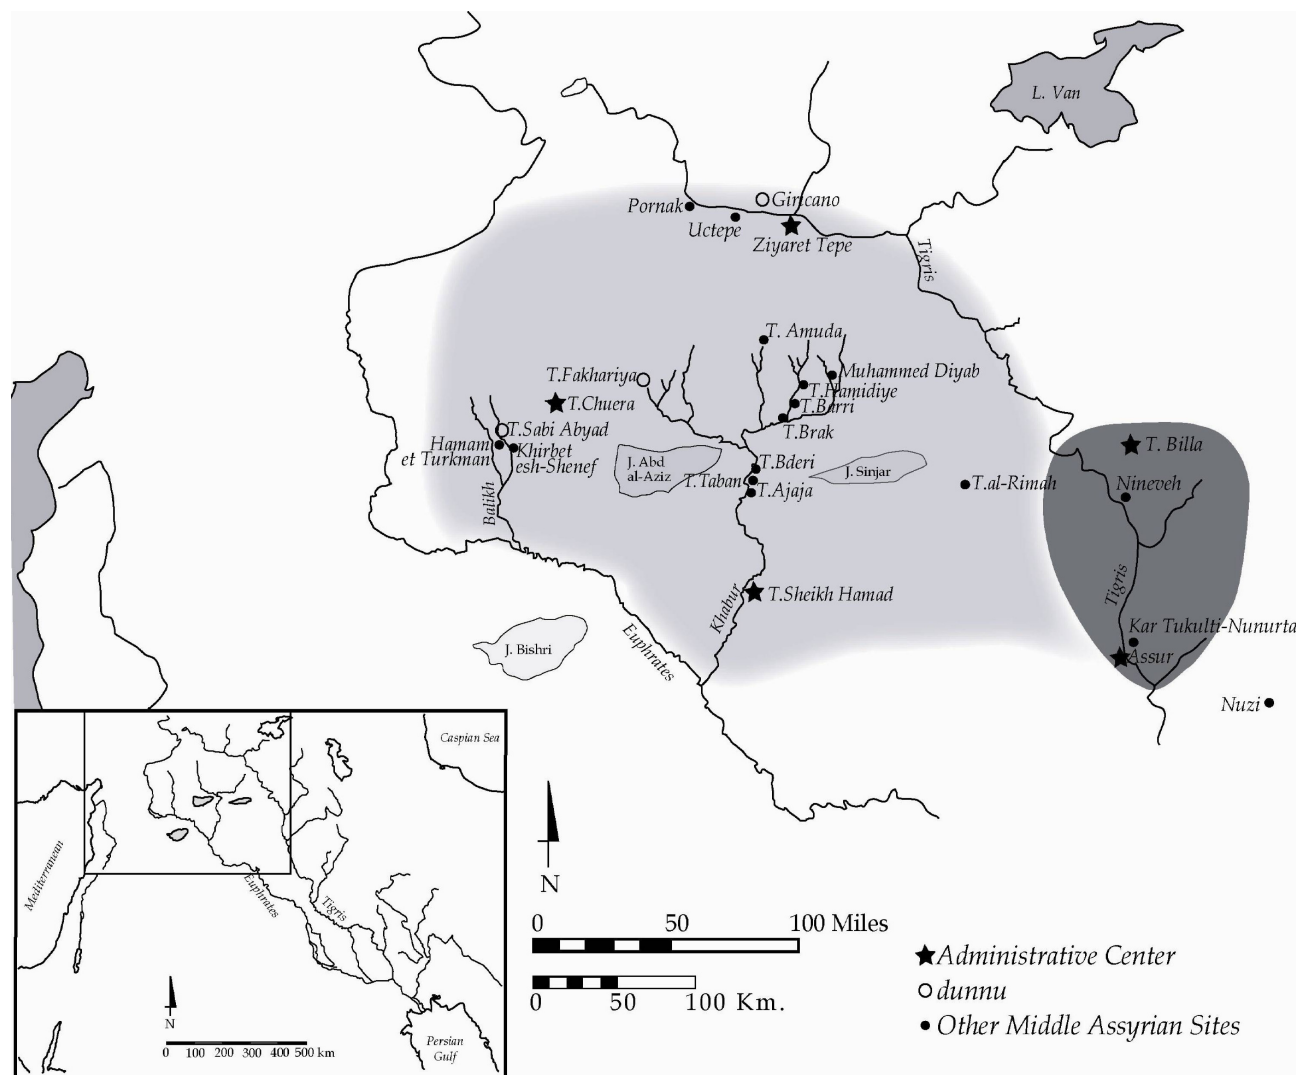 L. Van
Giricano
Pornak
Uctepe
Ziyaret Tepe
Tigris
T. Amuda
T.Fakhariya
Muhammed Diyab
T.Hamidiye
T.Chuera
T.Barri
T.Sabi Abyad
T.Brak
Hamam
et Turkman
Khirbet
esh-Shenef
T. Billa
J. Abd
al-Aziz
T.Bderi
J. Sinjar
T.Taban
T.Ajaja
T.al-Rimah
Nineveh
Balikh
Tigris
Khabur
T.Sheikh Hamad
Kar Tukulti-Nunurta
Assur
Euphrates
J. Bishri
Nuzi
Caspian Sea
Mediterranean
Euphrates
Tigris
N
0 100 200 300 400 500 km
Persian
Gulf
N
0 50 100 Miles
0 50 100 Km.
Administrative Center
dunnu
Other Middle Assyrian Sites